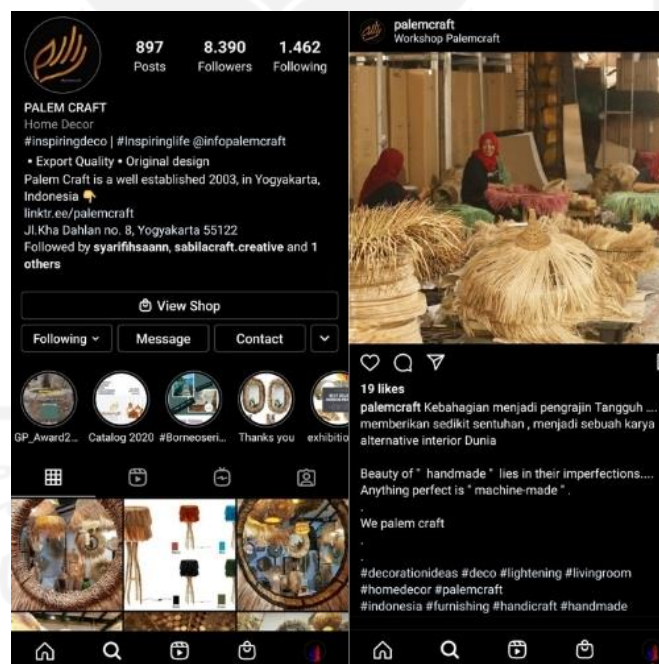 897
8.390
1.462
Posts
Followers
Following
PALEM CRAFT
Home Decor
#inspiringdeco | #Inspiringlife @infopalemcraft
• Export Quality • Original design
Palem Craft is a well established 2003, in Yogyakarta,
Indonesia 👇
linktr.ee/palemcraft
Jl.Kha Dahlan no. 8, Yogyakarta 55122
Followed by syarifihsaann, sabilacraft.creative and 1
others
View Shop
Following
Message
Contact
GP_Award2...
Catalog 2020
#Borneoseri...
Thanks you
exhibitio
palemcraft
Workshop Palemcraft
19 likes
palemcraft Kebahagian menjadi pengrajin Tangguh ....
memberikan sedikit sentuhan , menjadi sebuah karya
alternative interior Dunia
Beauty of " handmade " lies in their imperfections....
Anything perfect is " machine-made " .
.
We palem craft
.
.
#decorationideas #deco #lightening #livingroom
#homedecor #palemcraft
#indonesia #furnishing #handicraft #handmade